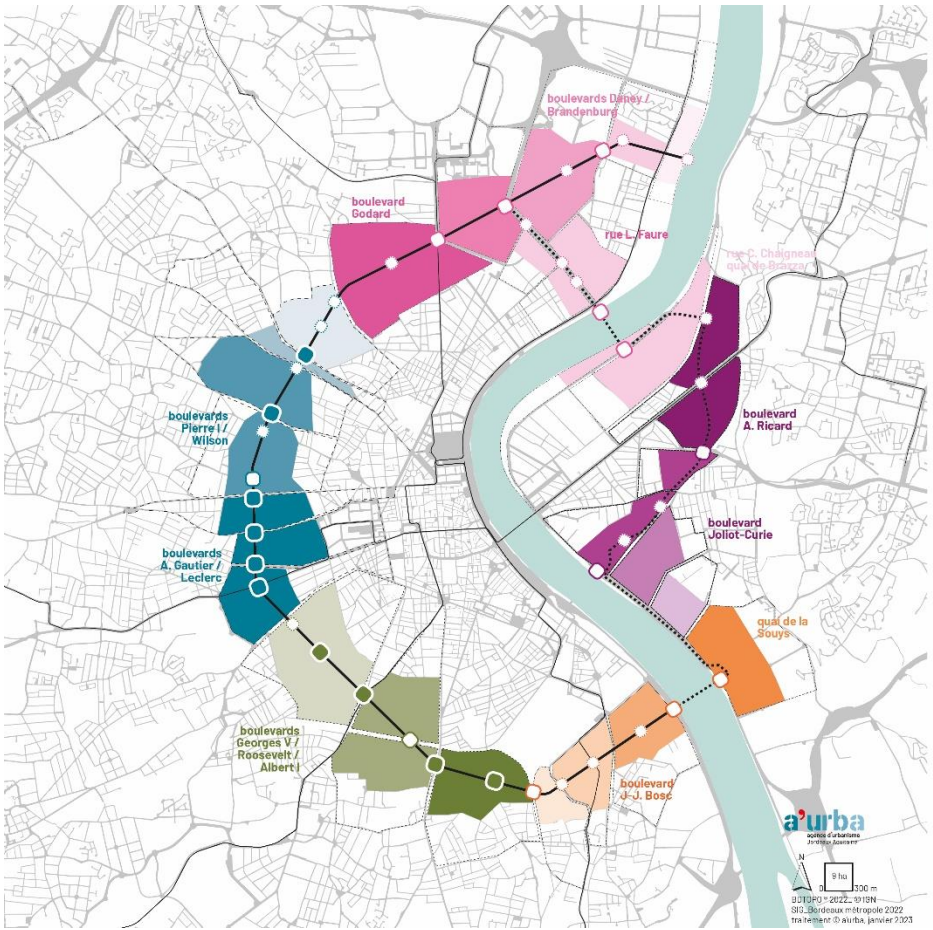 boulevards Daney /
Brandenburg
boulevard
Godard
rue L. Faure
rue C. Chaigneau
quai de Brazza
boulevards
Pierre I /
Wilson
boulevard
A. Ricard
boulevard
Joliot-Curie
boulevards
A. Gautier /
Leclerc
quai de la
Souys
boulevards
Georges V /
Roosevelt /
Albert I
boulevard
J-J. Bosc
a'urba
agence d'urbanisme
Bordeaux Aquitaine
N
9 ha
0 300 m
BDTOPO ® 2022_ © IGN
SIG_Bordeaux métropole 2022
traitement © a'urba, janvier 2023